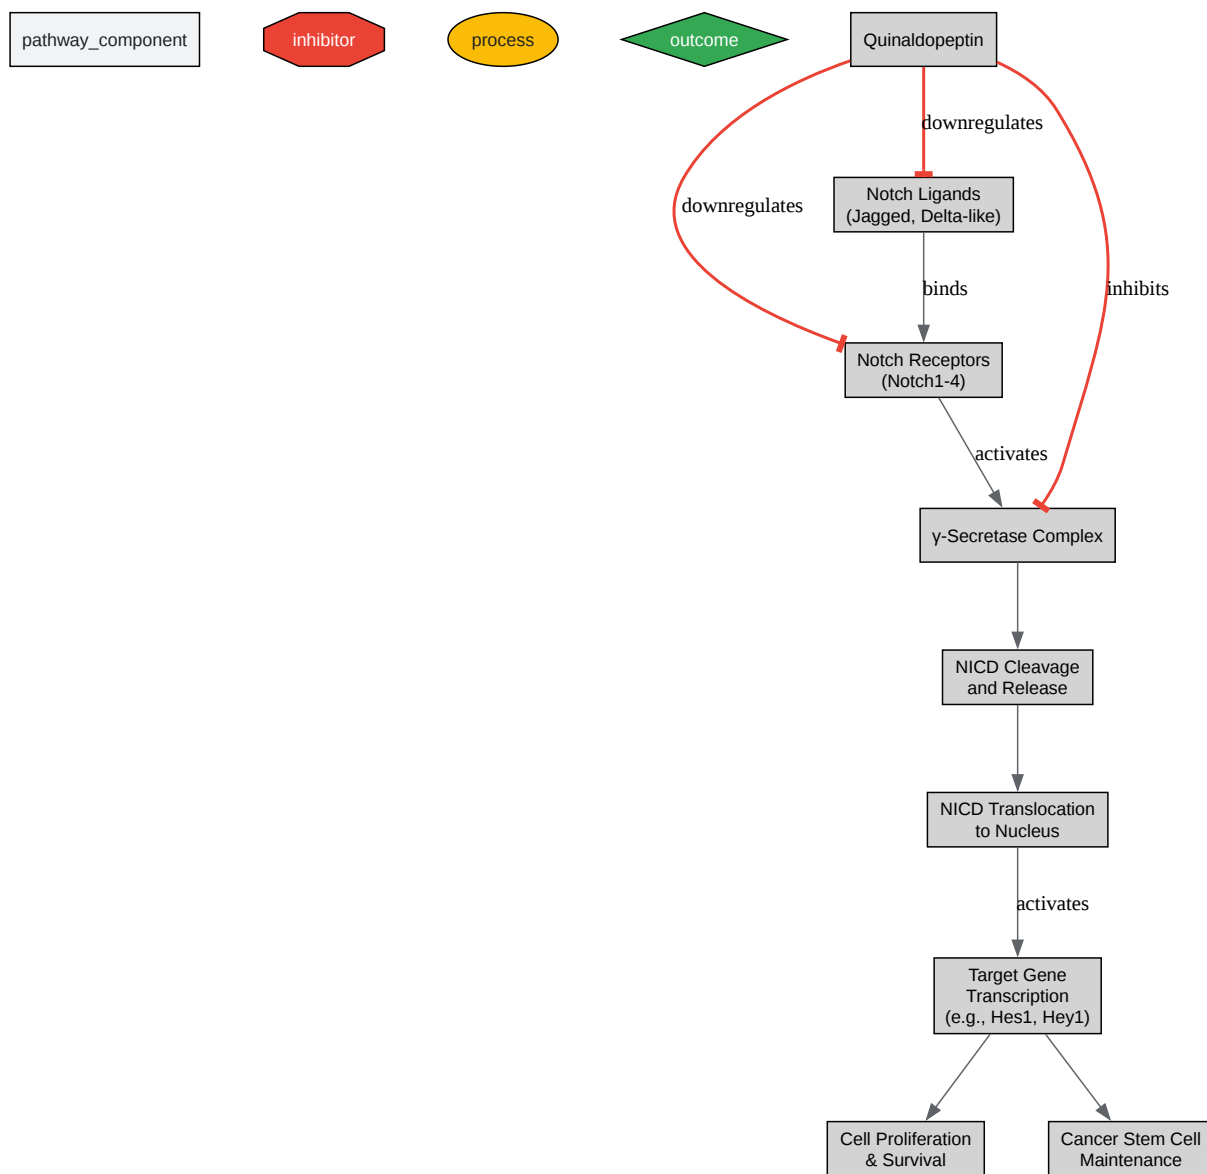 pathway_component
inhibitor
process
outcome
Quinaldopeptin
downregulates
Notch Ligands
(Jagged, Delta-like)
downregulates
binds
inhibits
Notch Receptors
(Notch1-4)
activates
γ-Secretase Complex
NICD Cleavage
and Release
NICD Translocation
to Nucleus
activates
Target Gene
Transcription
(e.g., Hes1, Hey1)
Cell Proliferation
& Survival
Cancer Stem Cell
Maintenance